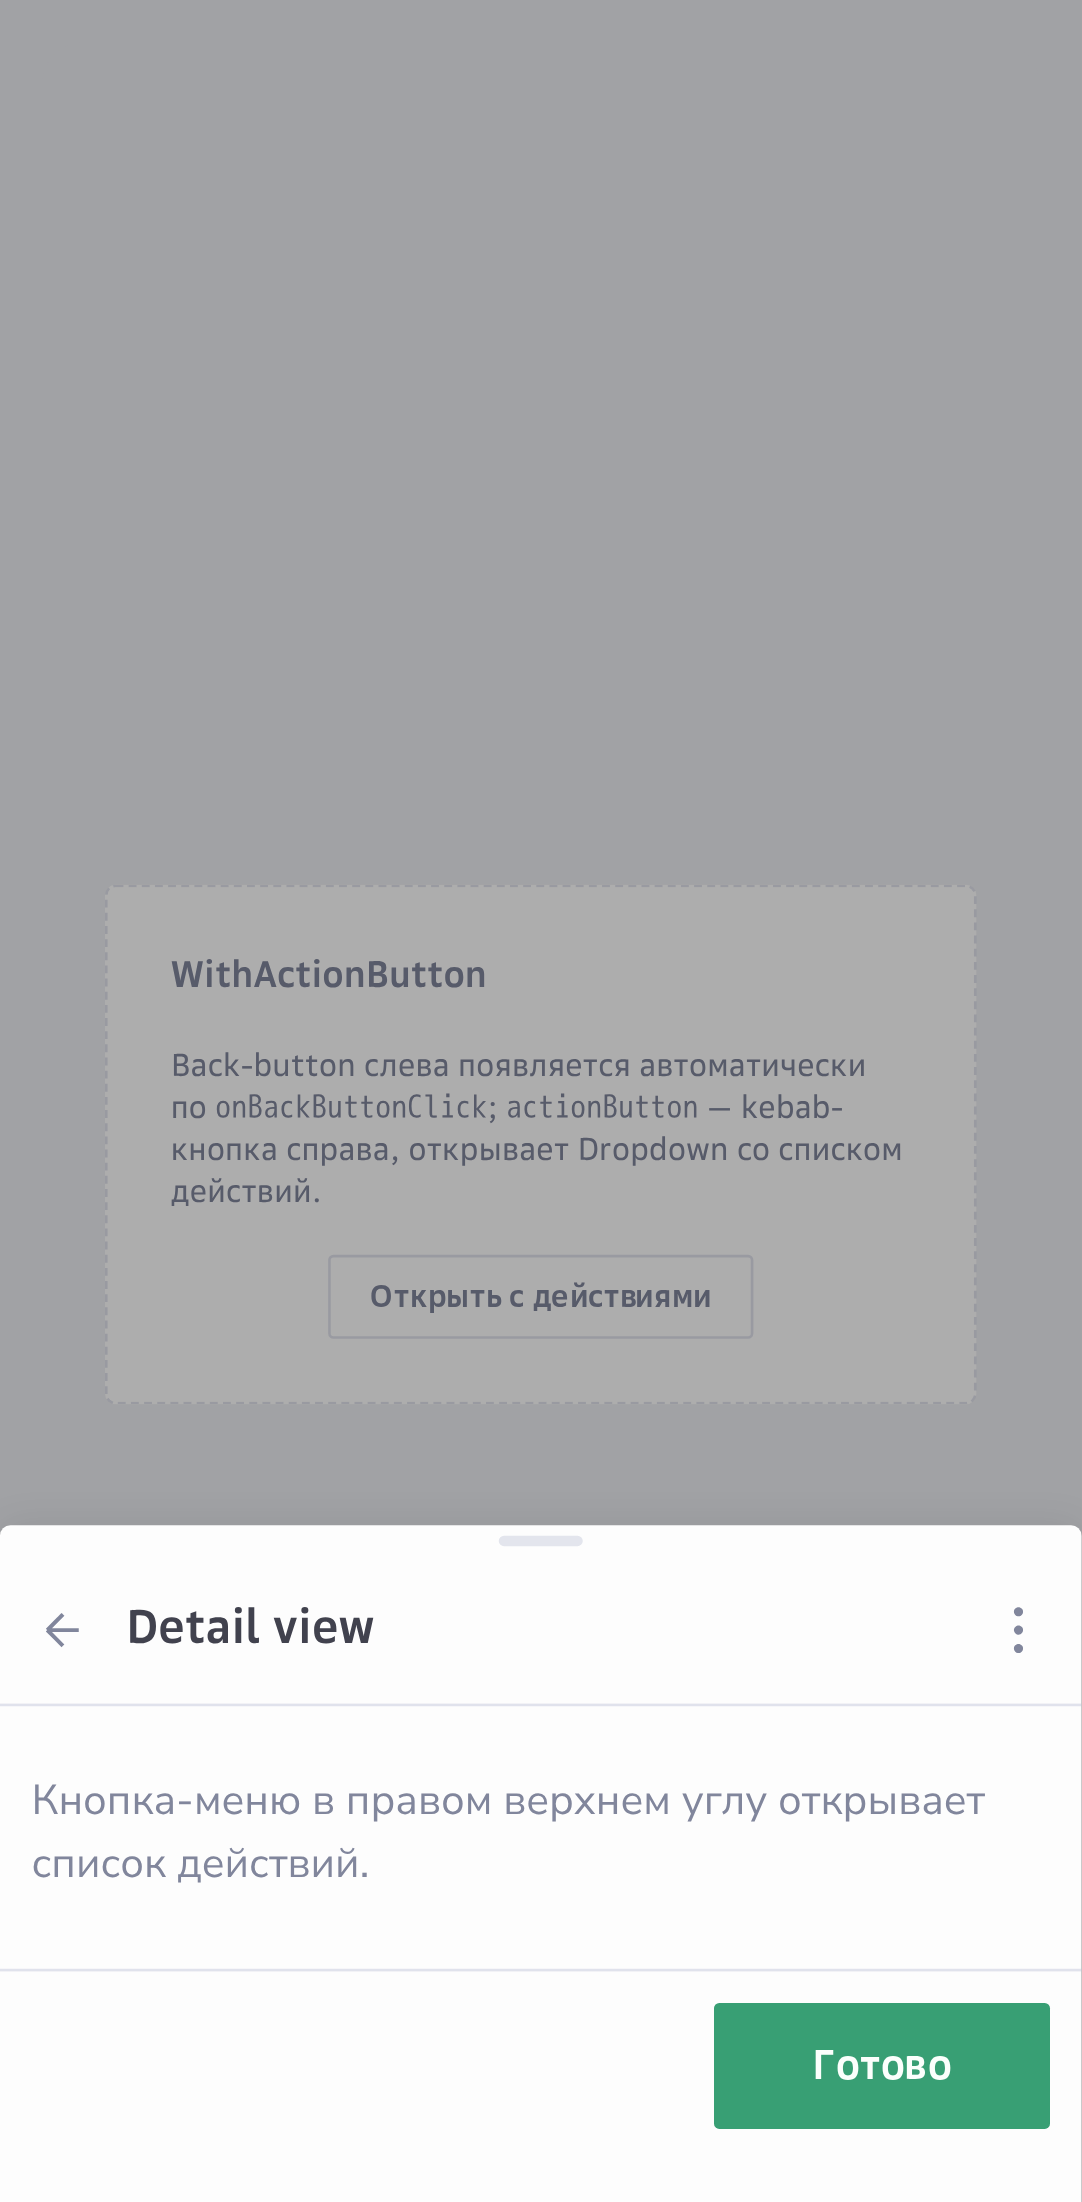 WithActionButton
Back-button слева появляется автоматически
по onBackButtonClick; actionButton — kebab-
кнопка справа, открывает Dropdown со списком
действий.
Открыть с действиями
Detail view
Кнопка-меню в правом верхнем углу открывает
список действий.
Готово